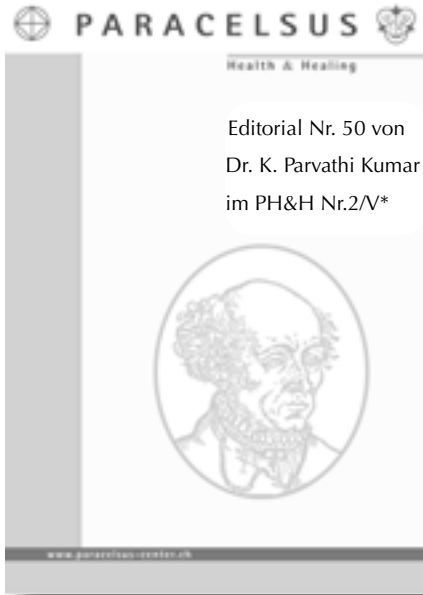 PARACELSUS
Health & Healing
Editorial Nr. 50 von
Dr. K. Parvathi Kumar
im PH&H Nr.2/V*
www.paracelsus-center.ch